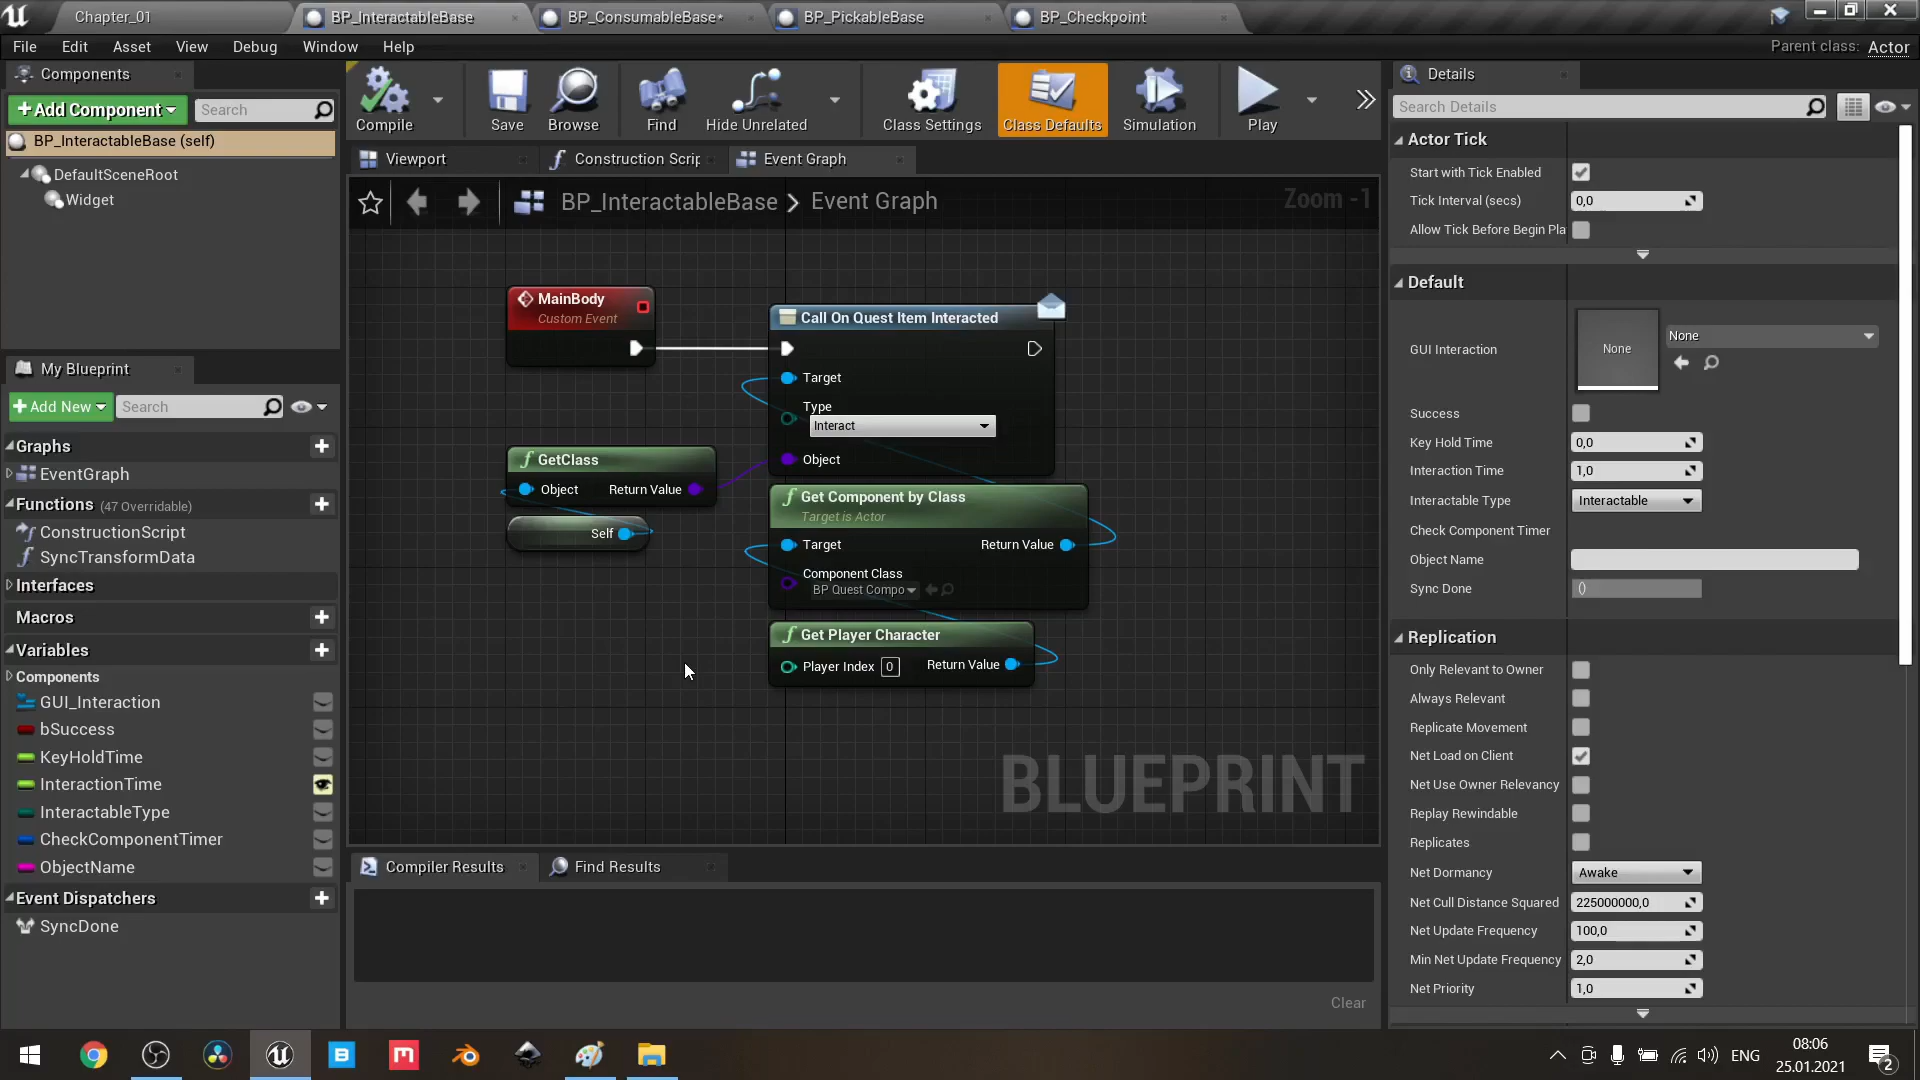 Chapter_01
BP_InteractableBase
BP_ConsumableBase*
BP_PickableBase
BP_Checkpoint
File Edit Asset View Debug Window Help
Parent class: Actor
Components
+Add Component
Search
BP_InteractableBase (self)
DefaultSceneRoot
Widget
Compile
Save
Browse
Find
Hide Unrelated
Class Settings
Class Defaults
Simulation
Play
Viewport
Construction Scrip
Event Graph
BP_InteractableBase > Event Graph
Zoom -1
MainBody
Custom Event
Call On Quest Item Interacted
Target
Type
Interact
Object
GetClass
Object Return Value
Self
Get Component by Class
Target is Actor
Target Return Value
Component Class
BP Quest Compo
Get Player Character
Player Index 0 Return Value
BLUEPRINT
Compiler Results
Find Results
Clear
My Blueprint
+Add New
Search
Graphs
EventGraph
Functions (47 Overridable)
ConstructionScript
SyncTransformData
Interfaces
Macros
Variables
Components
GUI_Interaction
bSuccess
KeyHoldTime
InteractionTime
InteractableType
CheckComponentTimer
ObjectName
Event Dispatchers
SyncDone
Details
Search Details
Actor Tick
Start with Tick Enabled
Tick Interval (secs) 0,0
Allow Tick Before Begin Pla
Default
GUI Interaction None None
Success
Key Hold Time 0,0
Interaction Time 1,0
Interactable Type Interactable
Check Component Timer
Object Name
Sync Done ()
Replication
Only Relevant to Owner
Always Relevant
Replicate Movement
Net Load on Client
Net Use Owner Relevancy
Replay Rewindable
Replicates
Net Dormancy Awake
Net Cull Distance Squared 225000000,0
Net Update Frequency 100,0
Min Net Update Frequency 2,0
Net Priority 1,0
ENG
08:06
25.01.2021
2